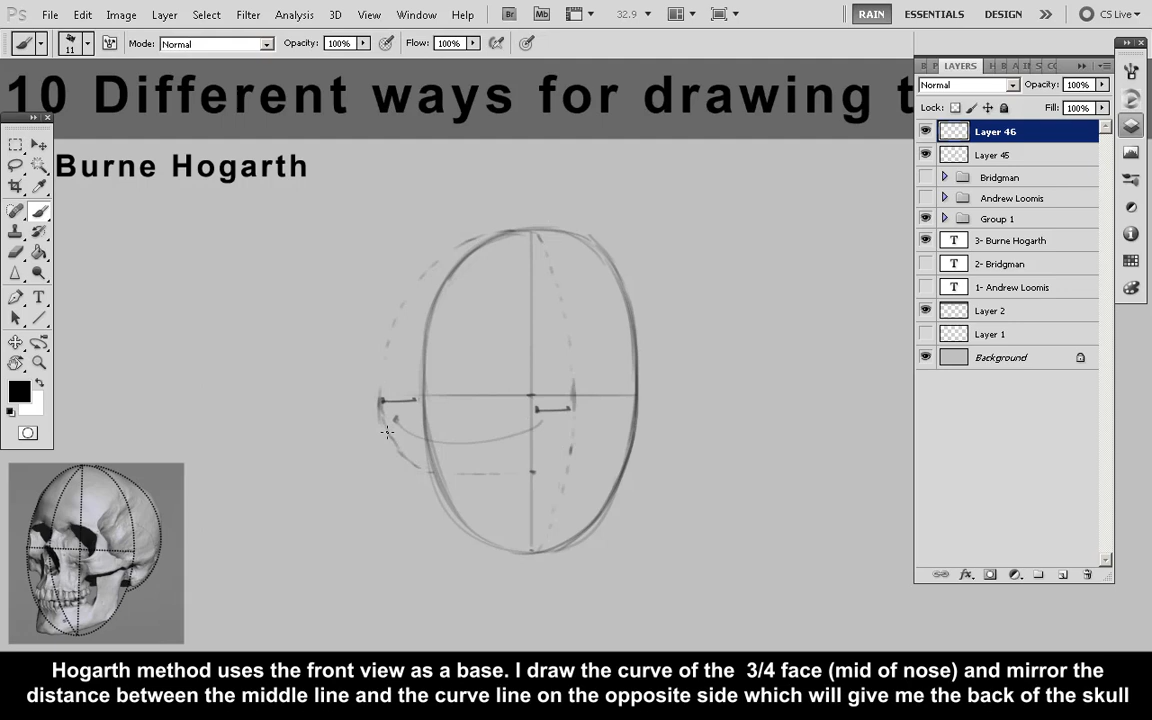 Ps File Edit Image Layer Select Filter Analysis 3D View Window Help Br Mb 32.9 RAIN ESSENTIALS DESIGN CS Live
11 Mode: Normal Opacity: 100% Flow: 100%
LAYERS
Normal Opacity: 100%
Lock: Fill: 100%
10 Different ways for drawing t
Burne Hogarth
Layer 46
Layer 45
Bridgman
Andrew Loomis
Group 1
T 3- Burne Hogarth
T 2- Bridgman
T 1- Andrew Loomis
Layer 2
Layer 1
Background
Hogarth method uses the front view as a base. I draw the curve of the 3/4 face (mid of nose) and mirror the
distance between the middle line and the curve line on the opposite side which will give me the back of the skull